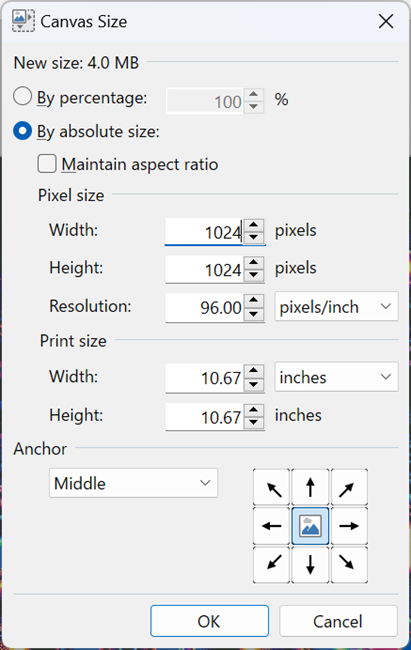 Canvas Size
New size: 4.0 MB
By percentage: 100 %
By absolute size:
Maintain aspect ratio
Pixel size
Width: 1024 pixels
Height: 1024 pixels
Resolution: 96.00 pixels/inch
Print size
Width: 10.67 inches
Height: 10.67 inches
Anchor
Middle
OK Cancel